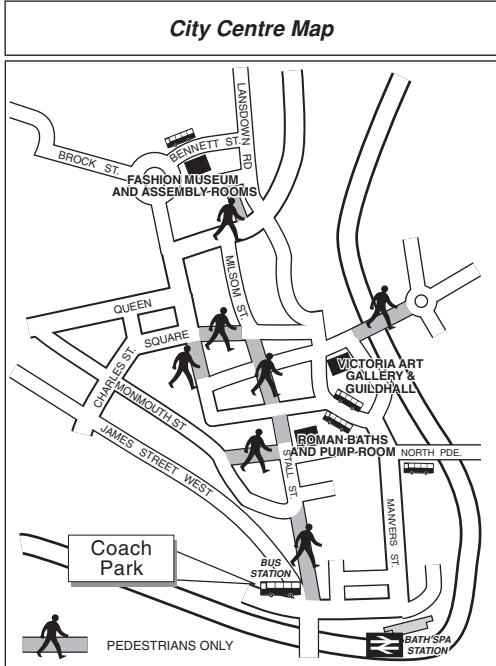 City Centre Map
LANSDOWN RD
BENNETT ST.
BROCK ST.
FASHION MUSEUM
AND ASSEMBLY ROOMS
MILSOM ST.
QUEEN
SQUARE
CHARLES ST.
VICTORIA ART
GALLERY &
GUILDHALL
MONMOUTH ST
JAMES STREET WEST
ROMAN BATHS
AND PUMP ROOM
NORTH PDE.
STALL ST.
MANVERS ST.
Coach
Park
BUS
STATION
PEDESTRIANS ONLY
BATH SPA
STATION